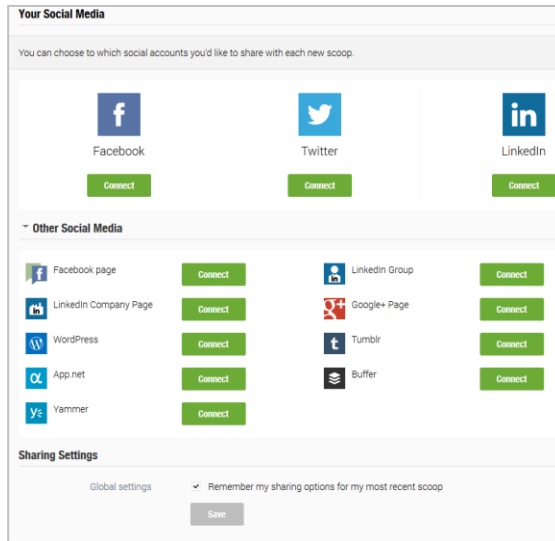 Your Social Media
You can choose to which social accounts you'd like to share with each new scoop.
Facebook Twitter LinkedIn
Connect Connect Connect
Other Social Media
Facebook page Connect LinkedIn Group Connect
LinkedIn Company Page Connect Google+ Page Connect
WordPress Connect Tumblr Connect
App.net Connect Buffer Connect
Yammer Connect
Sharing Settings
Global settings Remember my sharing options for my most recent scoop
Save